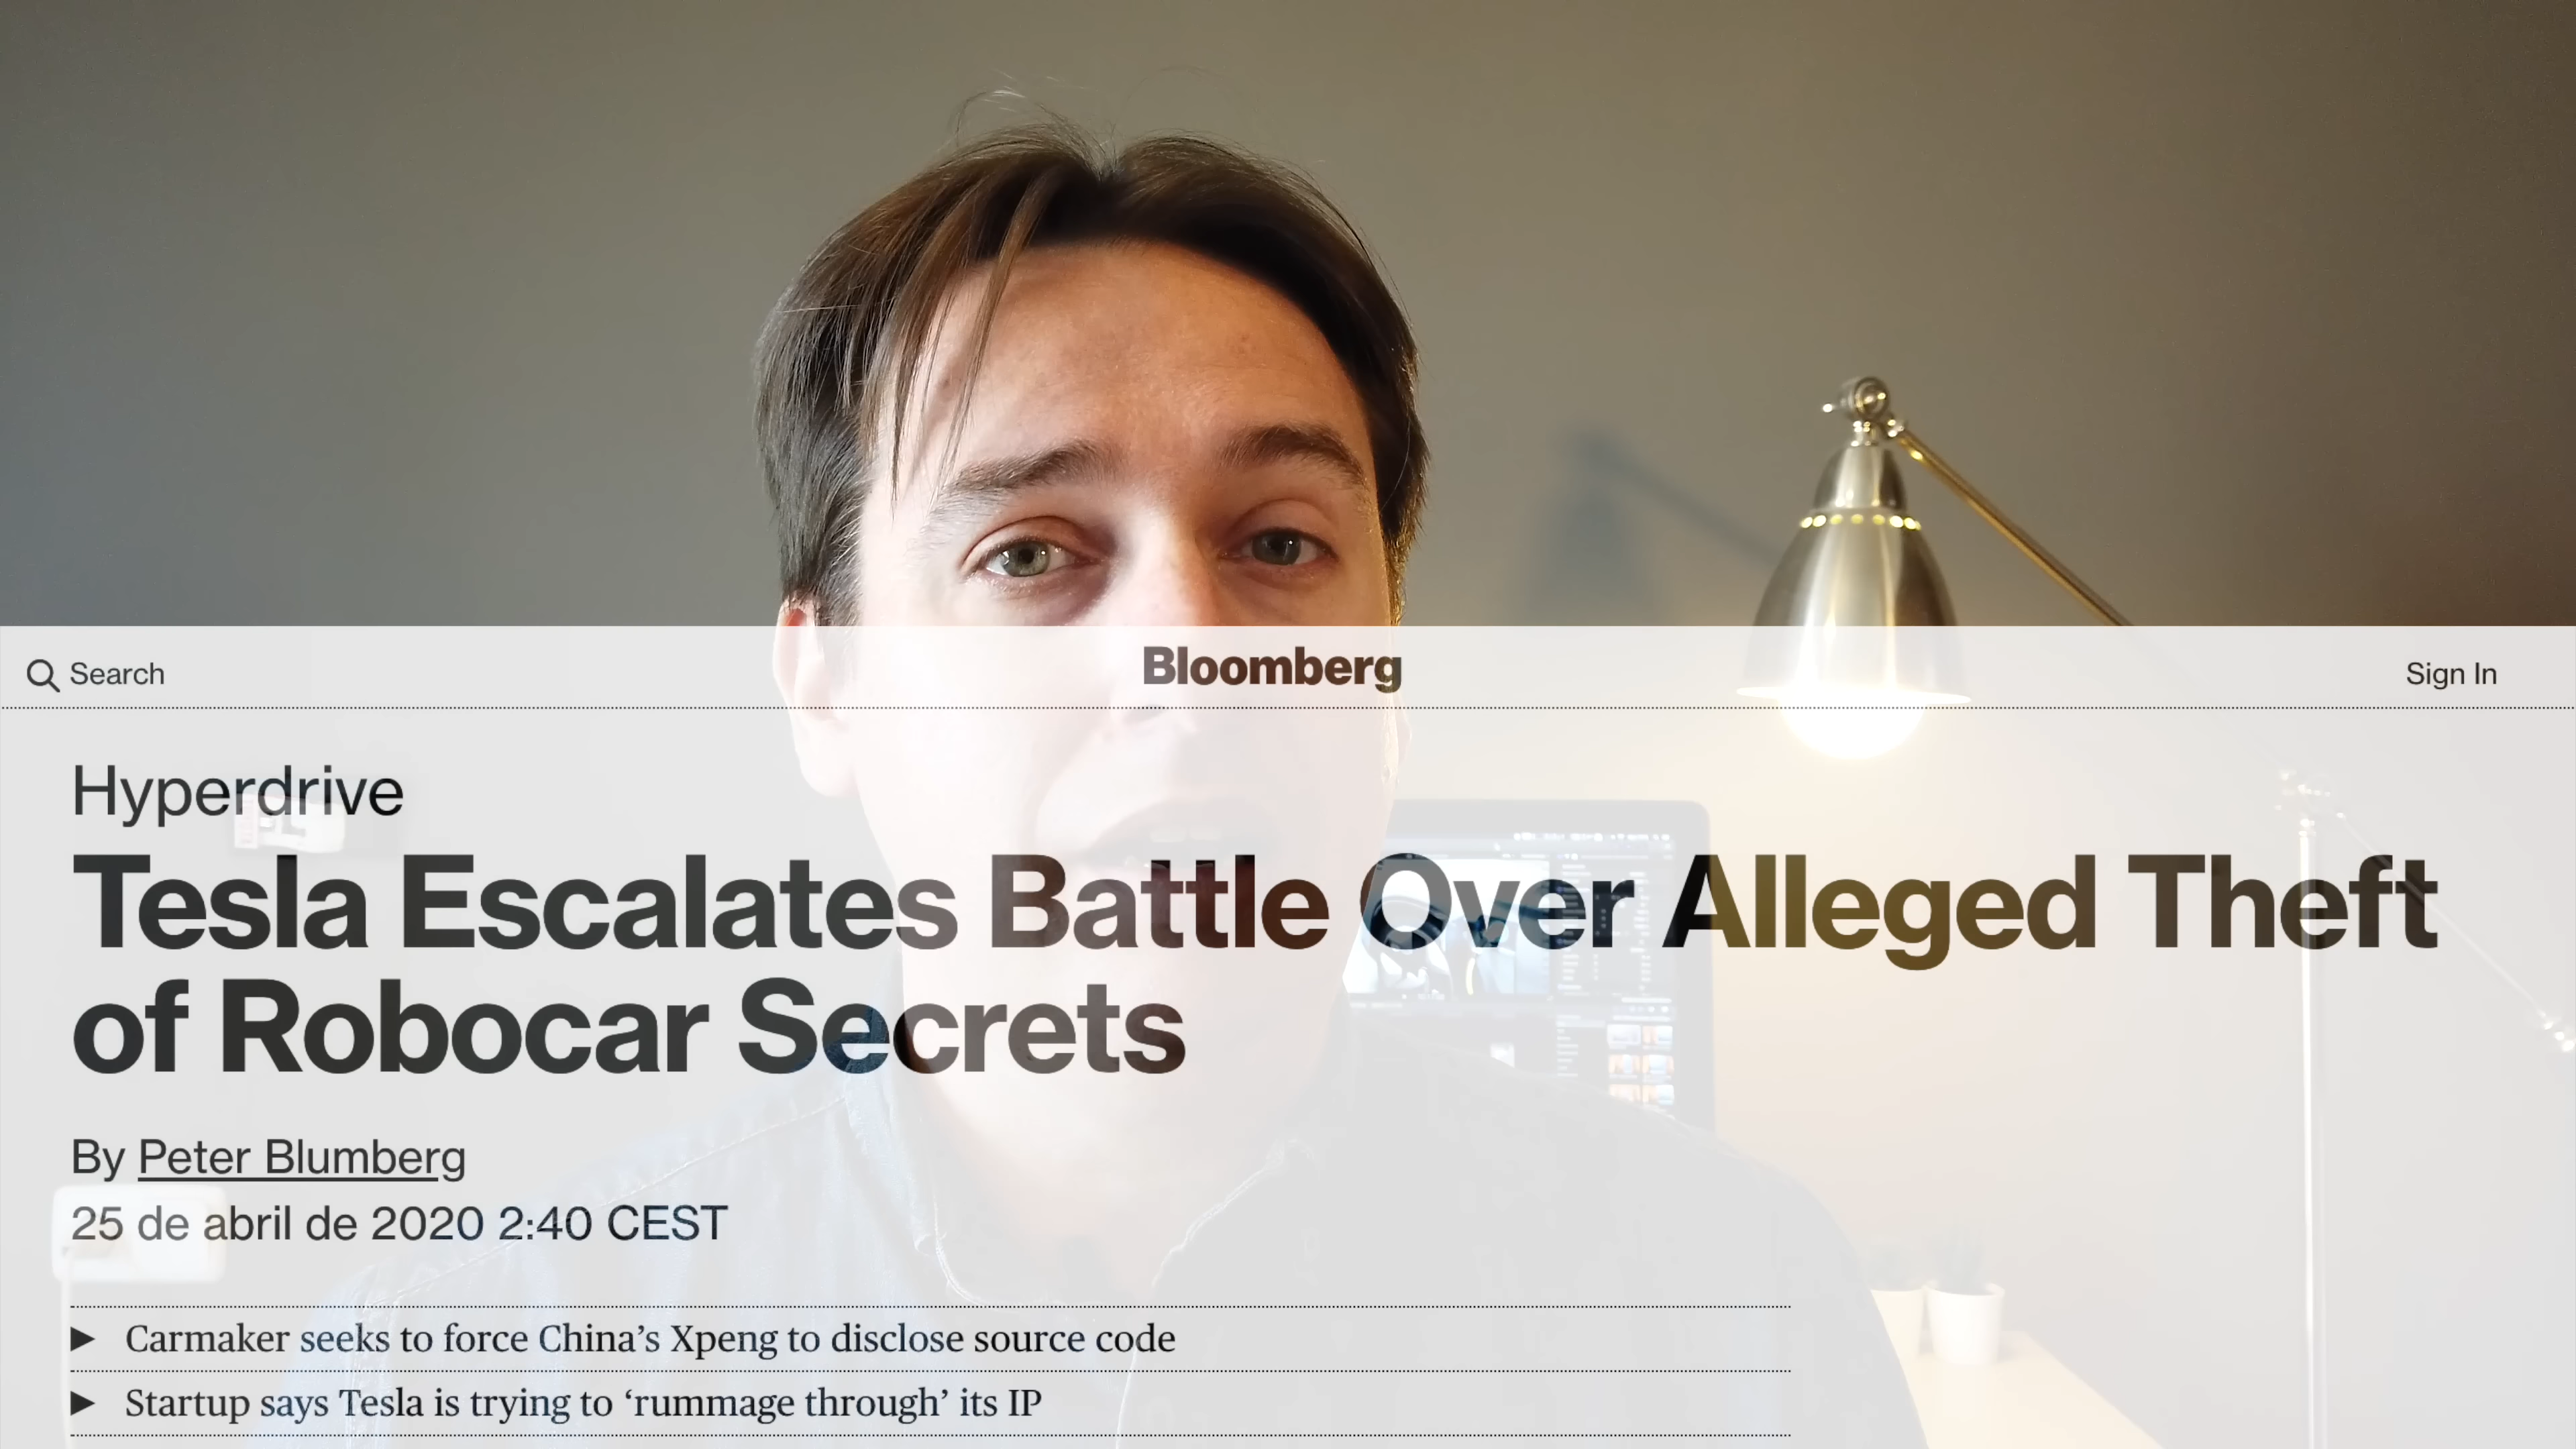 Search
Bloomberg
Sign In
Hyperdrive
Tesla Escalates Battle Over Alleged Theft
of Robocar Secrets
By Peter Blumberg
25 de abril de 2020 2:40 CEST
▶ Carmaker seeks to force China’s Xpeng to disclose source code
▶ Startup says Tesla is trying to ‘rummage through’ its IP